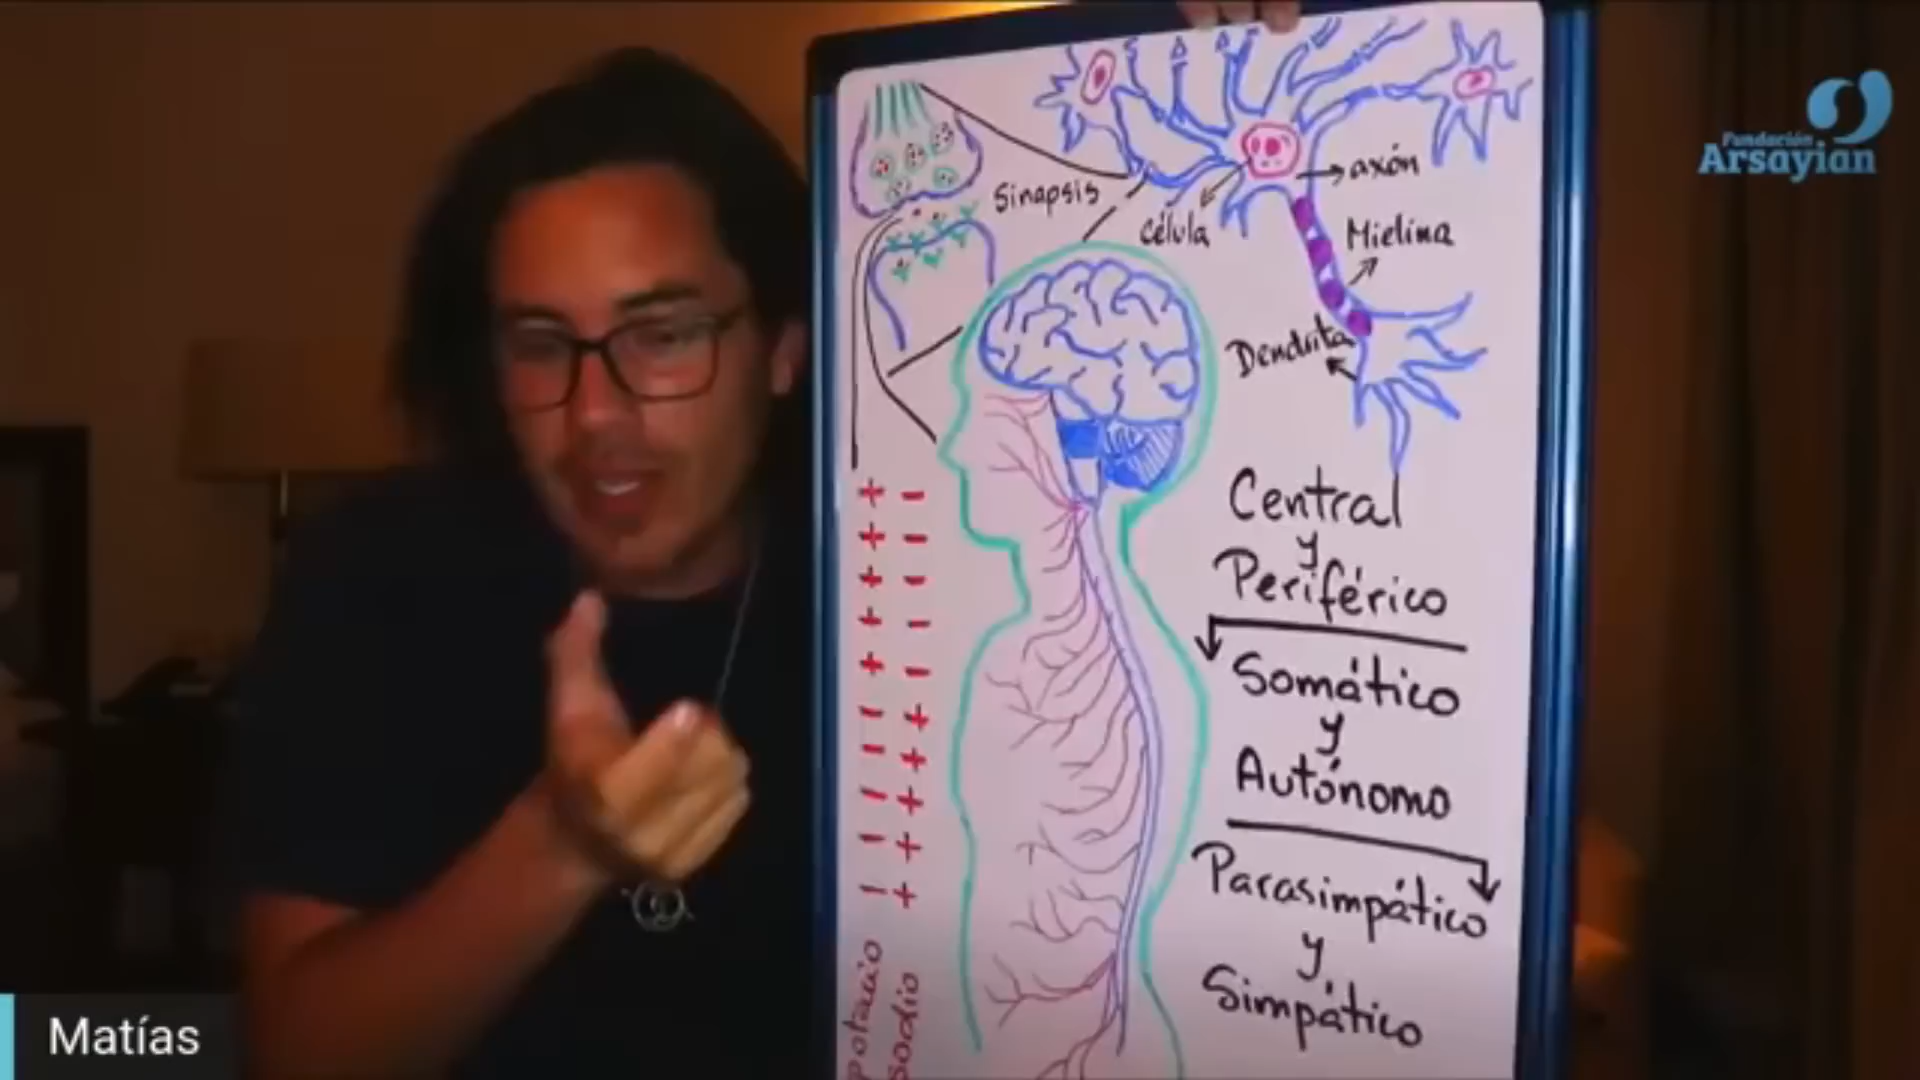 Fundación
Arsayian
Sinapsis
axón
Célula
Mielina
Dendrita
Central
y
Periférico
Somático
y
Autónomo
Parasimpático
y
Simpático
+ -
+ -
+ -
+ -
+ -
- +
- +
- +
- +
- +
potasio
sodio
Matías